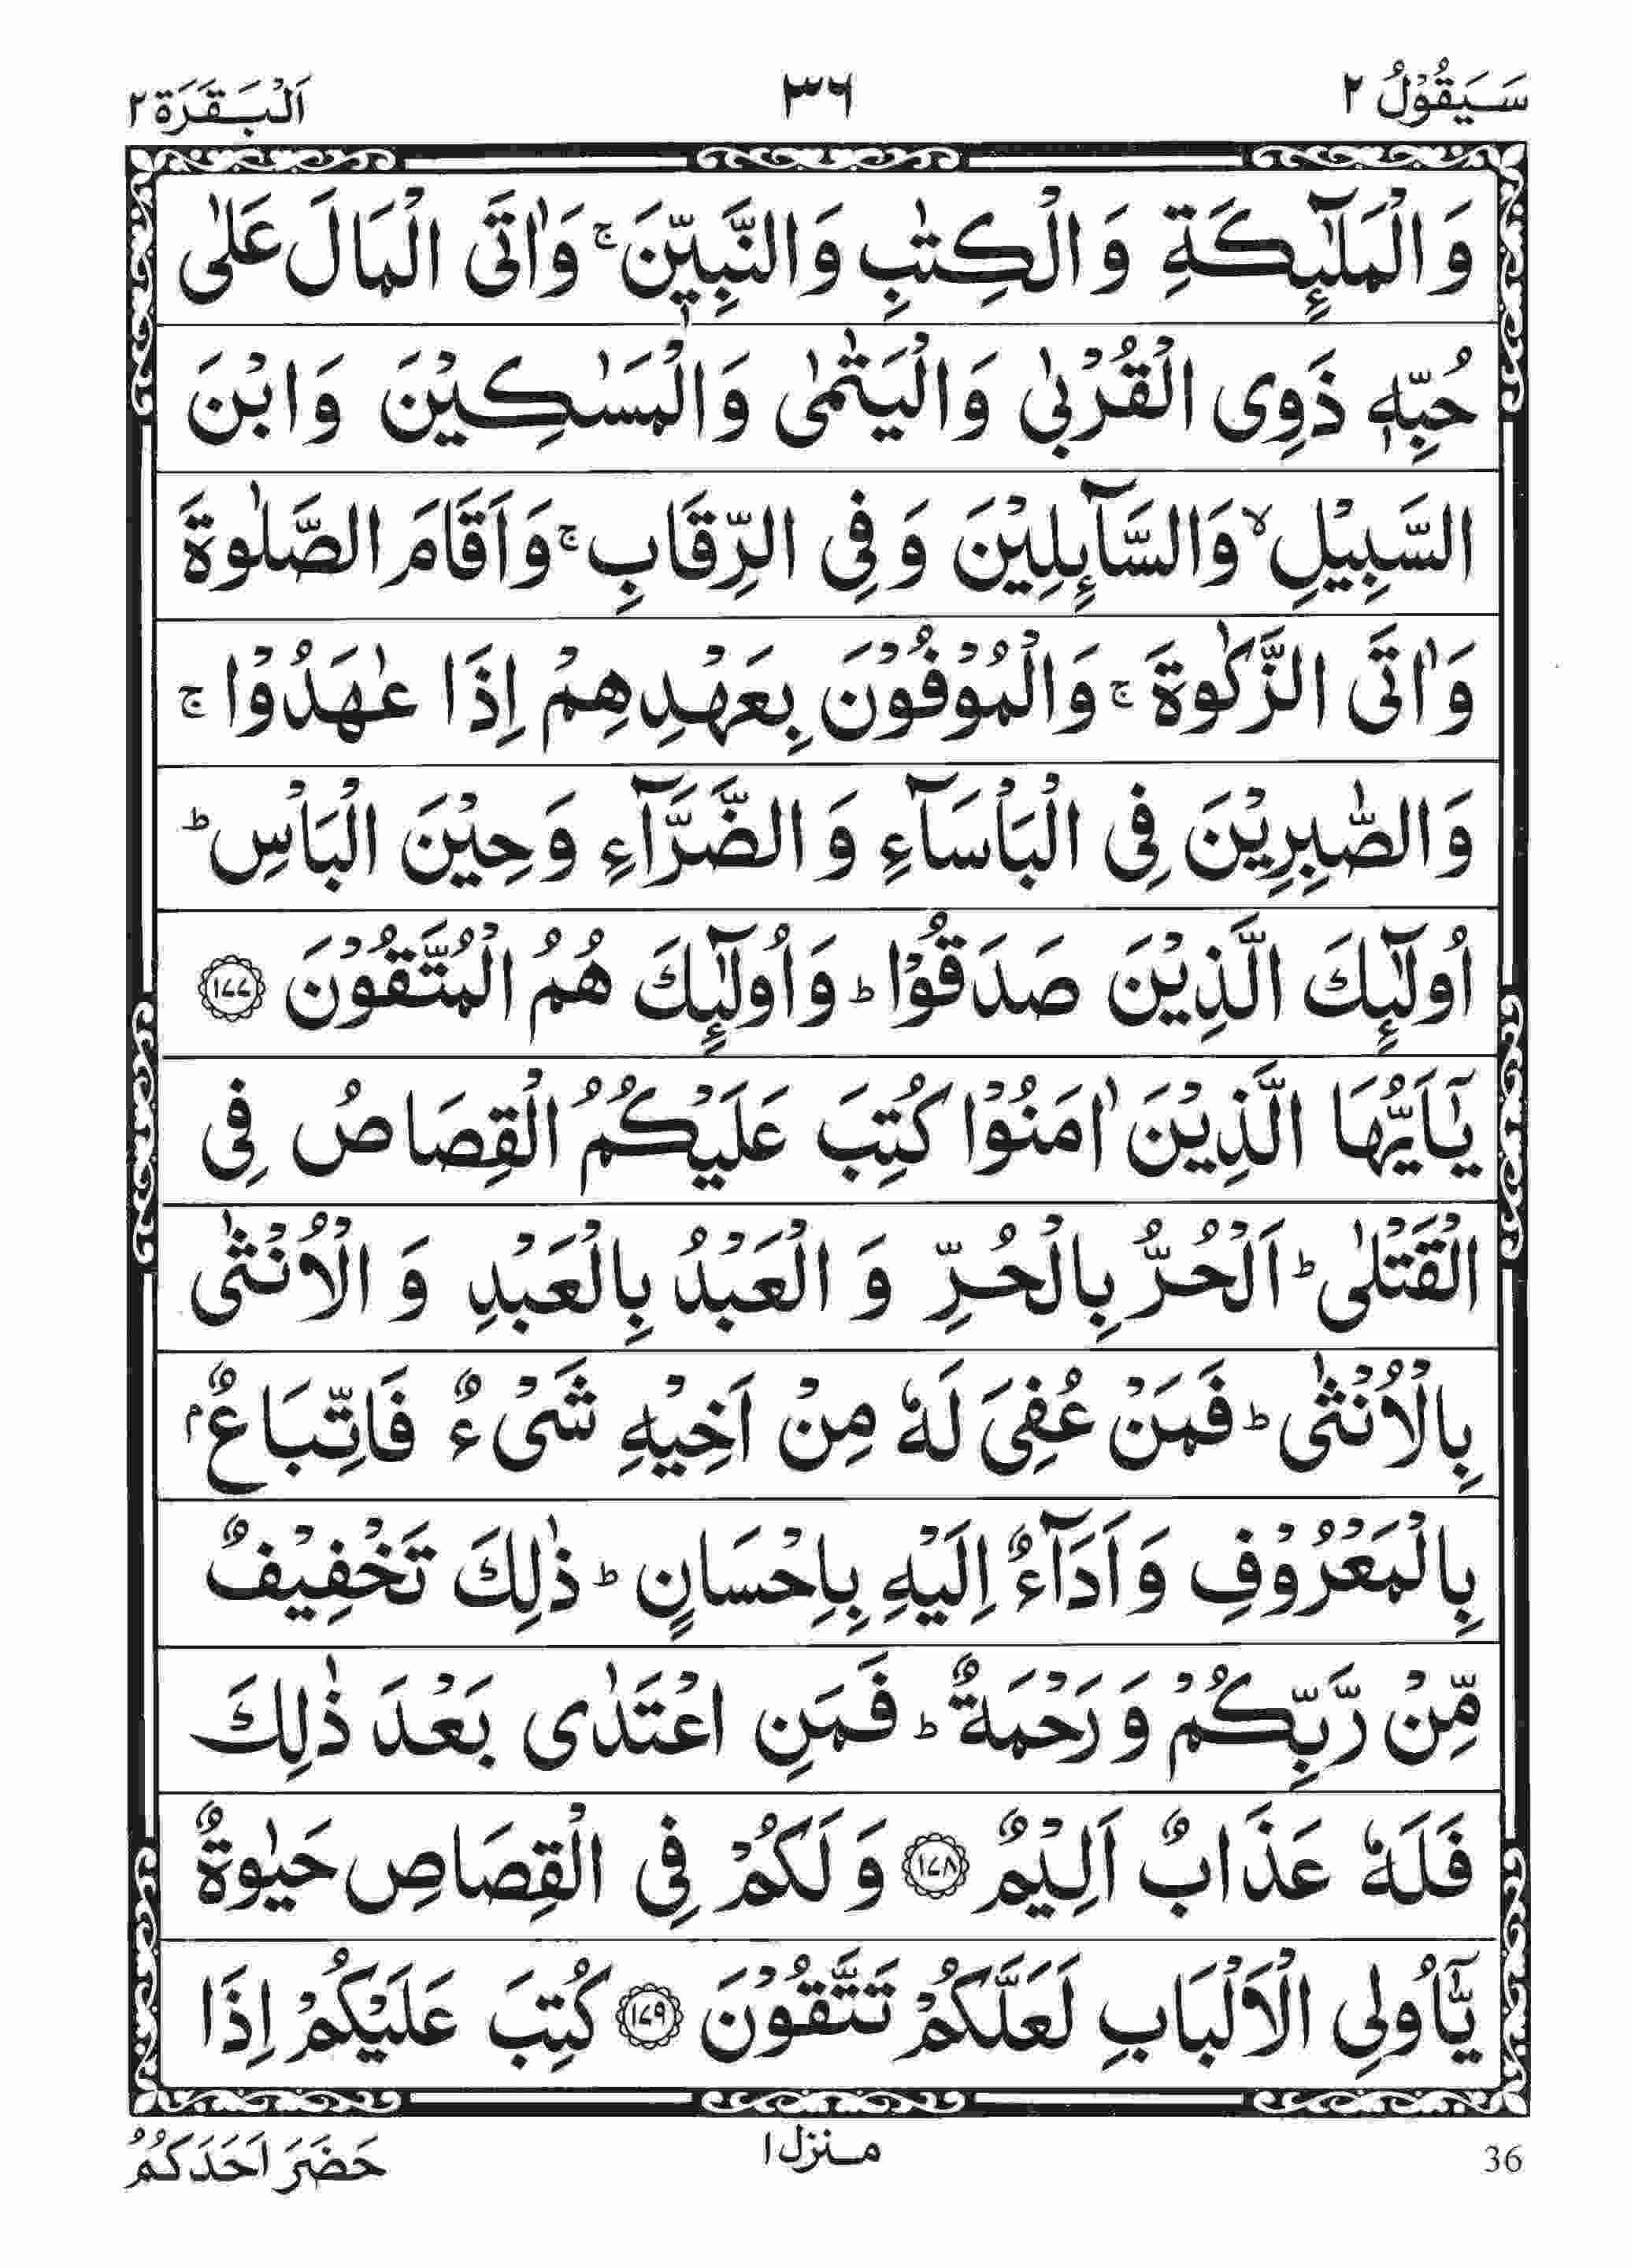 سَيَقُوْلُ ٢
٣٦
اَلْبَقَرَة ٢
وَالْمَلٰٓئِكَةِ وَالْكِتٰبِ وَالنَّبِيّٖنَ ۚ وَاٰتَى الْمَالَ عَلٰى
حُبِّهٖ ذَوِى الْقُرْبٰى وَالْيَتٰمٰى وَالْمَسٰكِيْنَ وَابْنَ
السَّبِيْلِ ۙ وَالسَّآئِلِيْنَ وَفِى الرِّقَابِ ۚ وَاَقَامَ الصَّلٰوةَ
وَاٰتَى الزَّكٰوةَ ۚ وَالْمُوْفُوْنَ بِعَهْدِهِمْ اِذَا عٰهَدُوْا ۚ
وَالصّٰبِرِيْنَ فِى الْبَاْسَآءِ وَالضَّرَّآءِ وَحِيْنَ الْبَاْسِ ؕ
اُولٰٓئِكَ الَّذِيْنَ صَدَقُوْا ؕ وَاُولٰٓئِكَ هُمُ الْمُتَّقُوْنَ ﴿١٧٧﴾
يٰۤاَيُّهَا الَّذِيْنَ اٰمَنُوْا كُتِبَ عَلَيْكُمُ الْقِصَاصُ فِى
الْقَتْلٰى ؕ اَلْحُرُّ بِالْحُرِّ وَ الْعَبْدُ بِالْعَبْدِ وَ الْاُنْثٰى
بِالْاُنْثٰى ؕ فَمَنْ عُفِىَ لَهٗ مِنْ اَخِيْهِ شَىْءٌ فَاتِّبَاعٌۢ
بِالْمَعْرُوْفِ وَاَدَآءٌ اِلَيْهِ بِاِحْسَانٍ ؕ ذٰلِكَ تَخْفِيْفٌ
مِّنْ رَّبِّكُمْ وَرَحْمَةٌ ؕ فَمَنِ اعْتَدٰى بَعْدَ ذٰلِكَ
فَلَهٗ عَذَابٌ اَلِيْمٌ ﴿١٧٨﴾ وَ لَكُمْ فِى الْقِصَاصِ حَيٰوةٌ
يّٰۤاُولِى الْاَلْبَابِ لَعَلَّكُمْ تَتَّقُوْنَ ﴿١٧٩﴾ كُتِبَ عَلَيْكُمْ اِذَا
36
منزل ١
حَضَرَ اَحَدَكُمُ